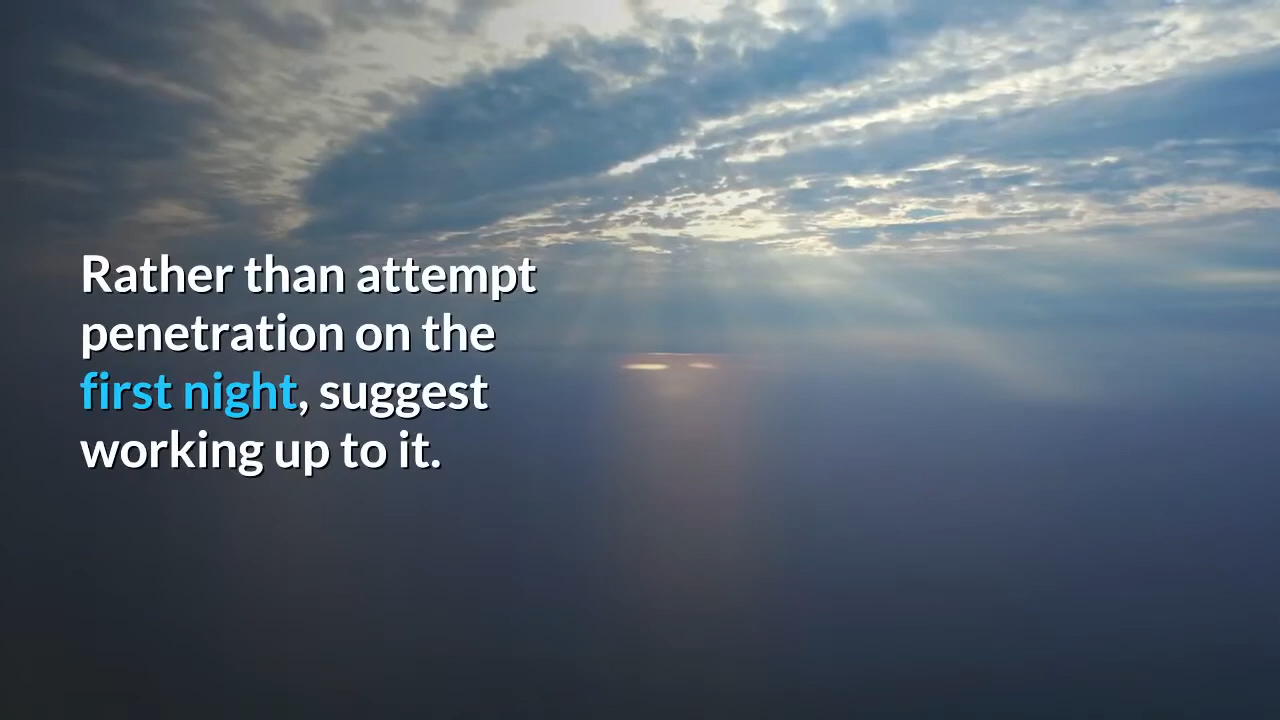 Rather than attempt
penetration on the
first night, suggest
working up to it.